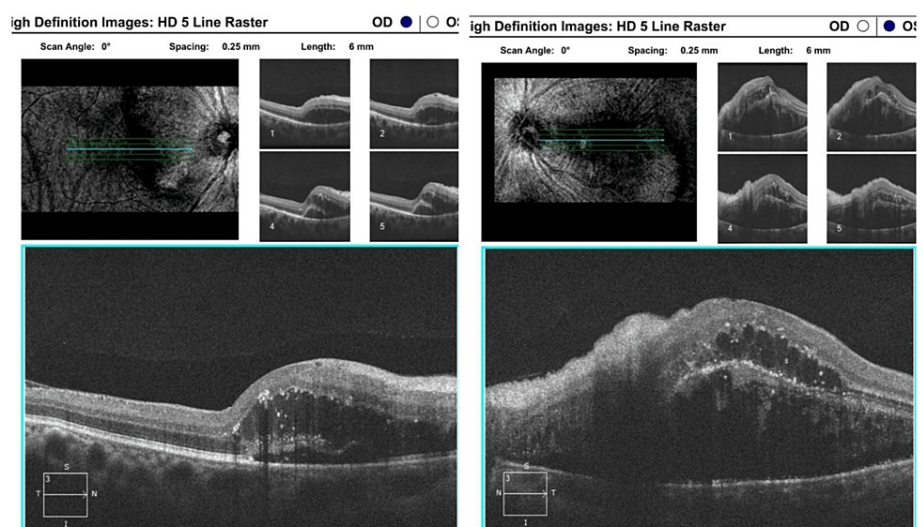 igh Definition Images: HD 5 Line Raster OD OS
Scan Angle: 0° Spacing: 0.25 mm Length: 6 mm
1 2
4 5
3
S
T N
I
igh Definition Images: HD 5 Line Raster OD OS
Scan Angle: 0° Spacing: 0.25 mm Length: 6 mm
1 2
4 5
3
S
N T
I